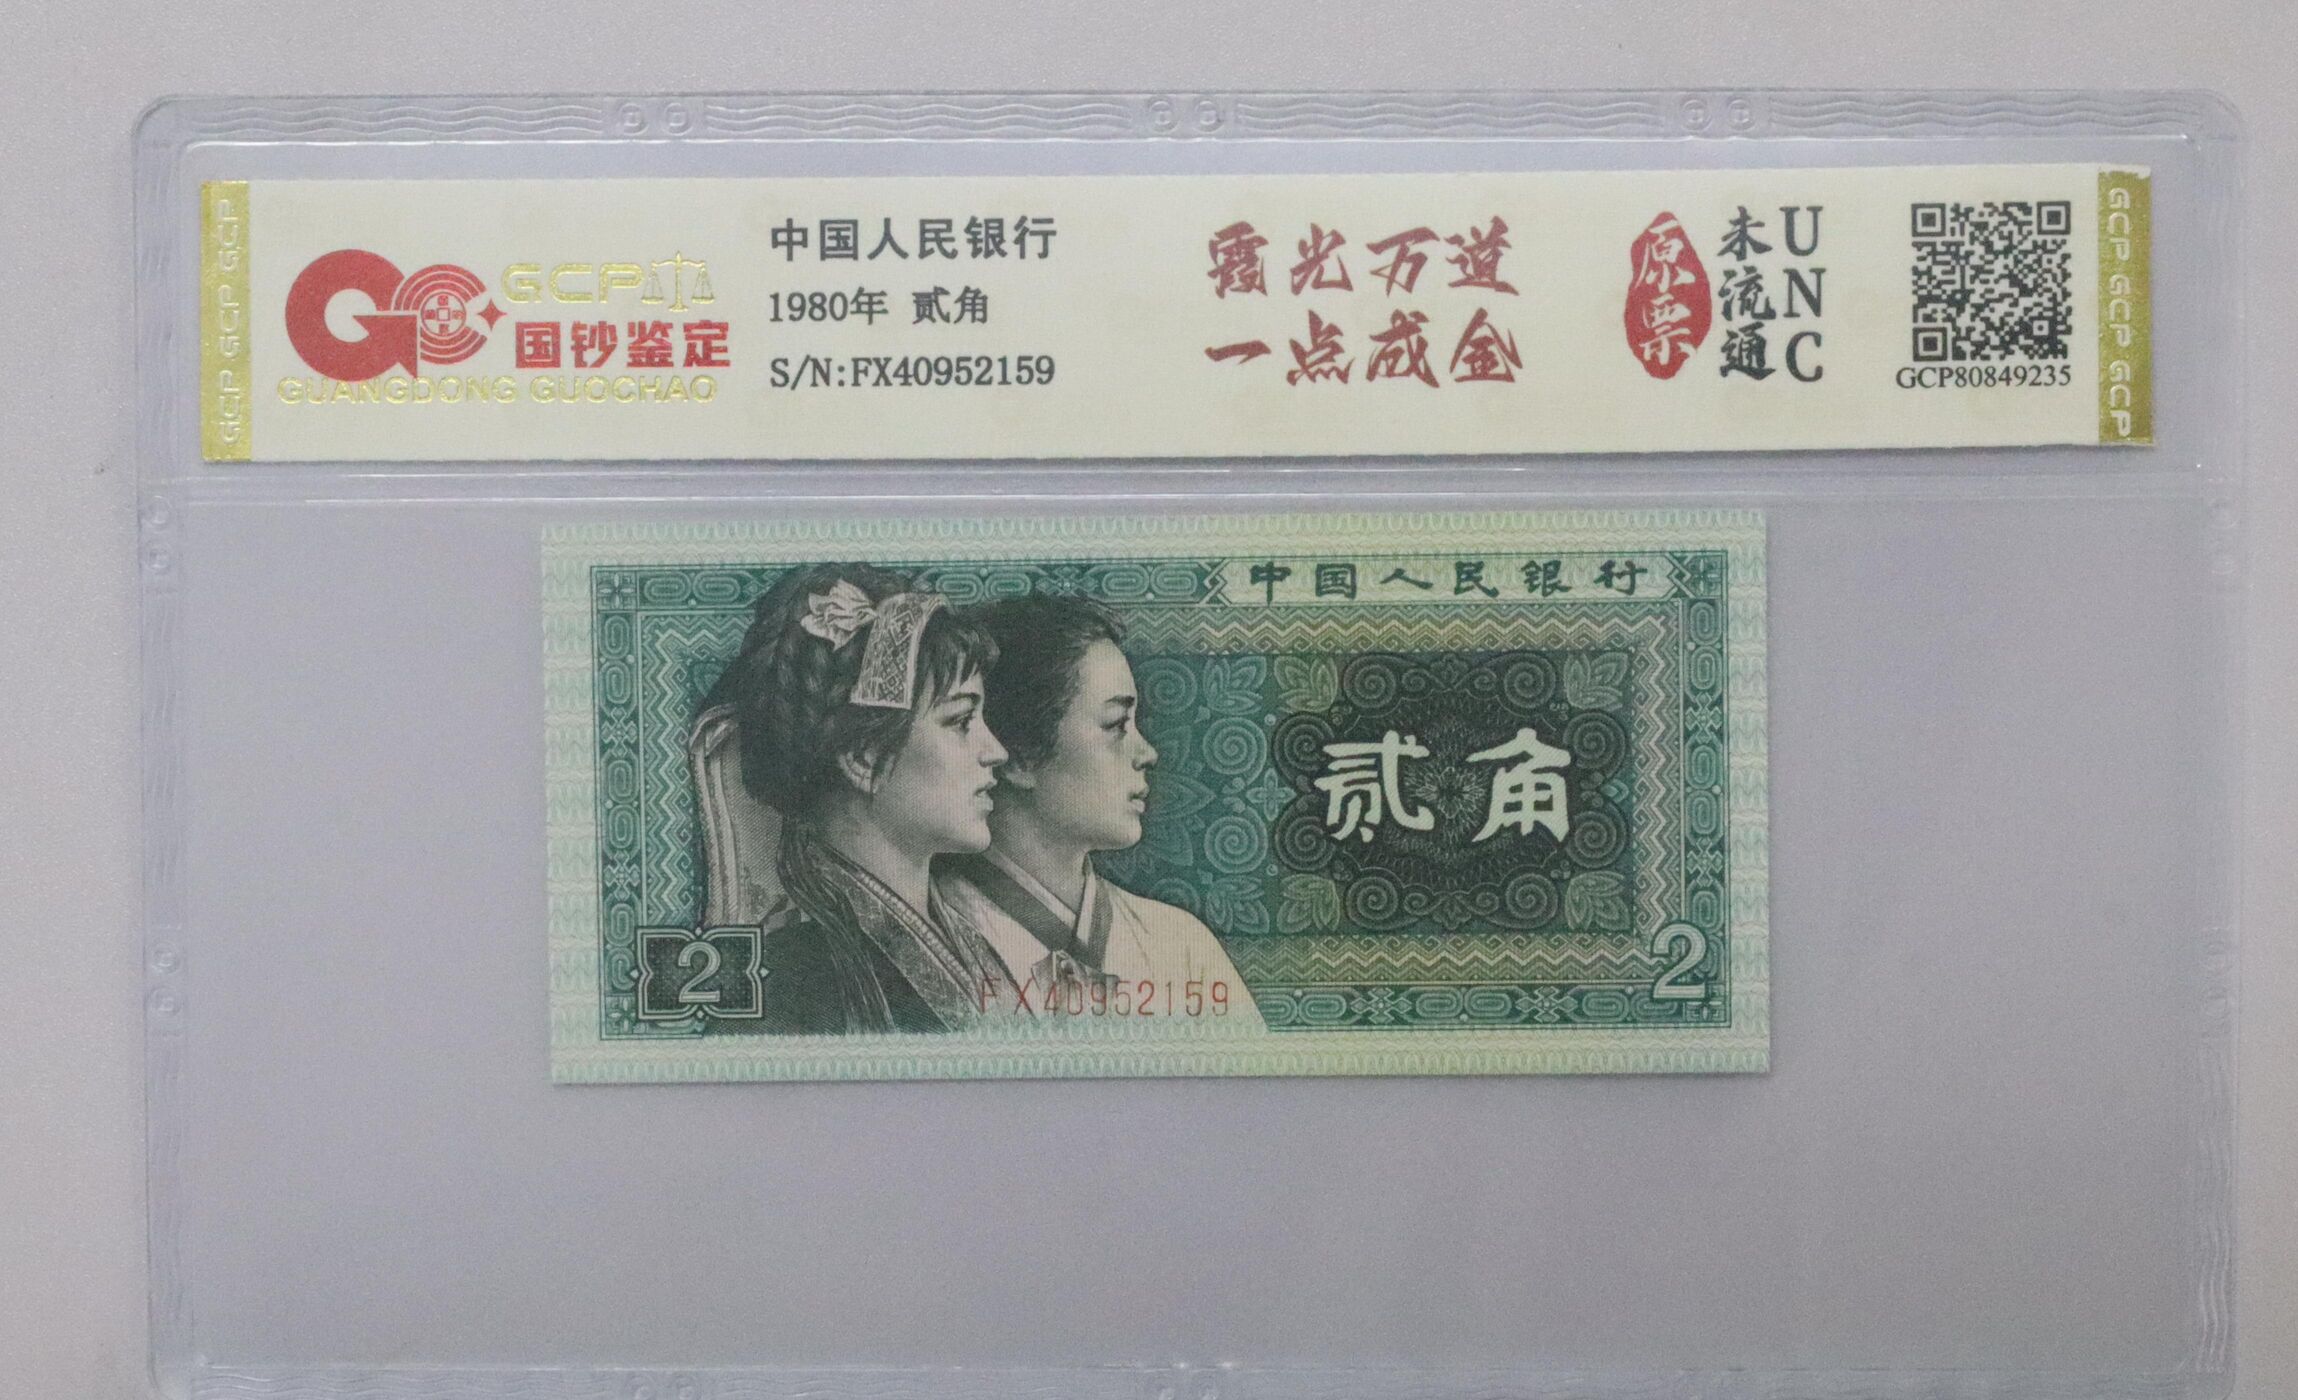 GCP GCP GCP
GCP
国钞鉴定
GUANGDONG GUOCHAO
中国人民银行
1980年 贰角
S/N:FX40952159
霞光万道
一点成金
原票
未流通
UNC
GCP80849235
GCP GCP GCP
中国人民银行
贰角
2
2
FX40952159